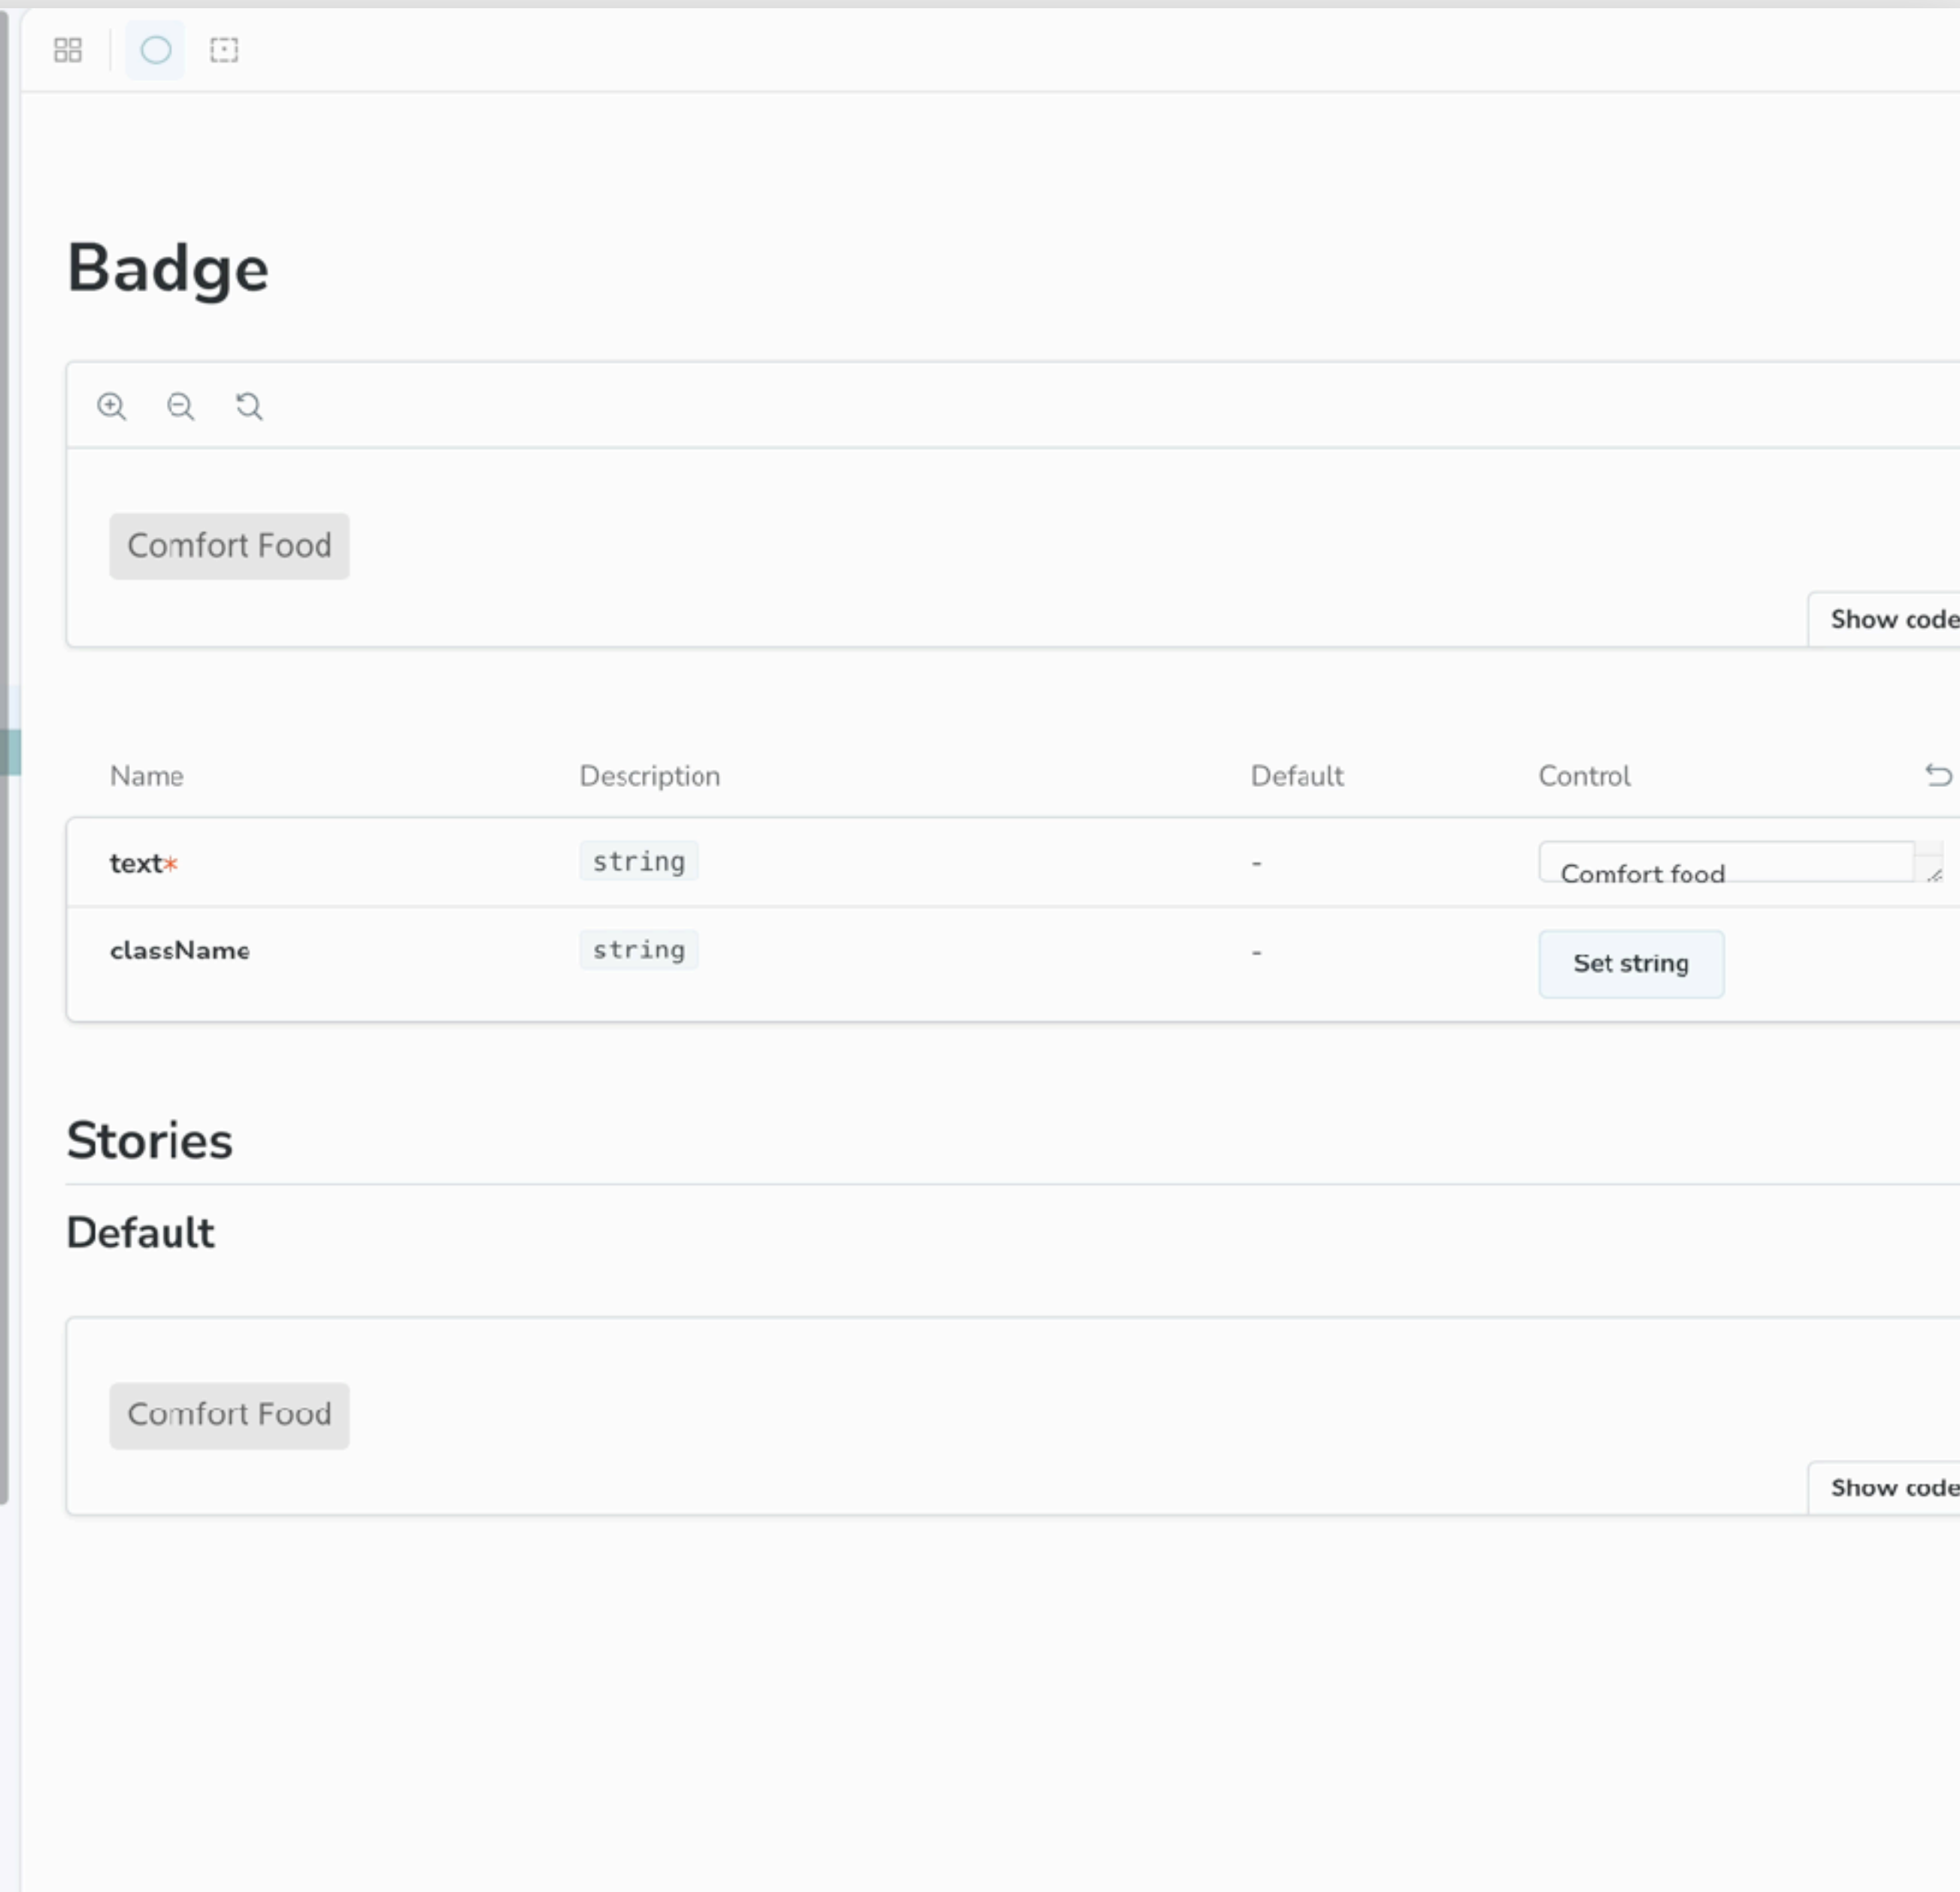 Badge
Comfort Food
Show code
Name Description Default Control
text* string - Comfort food
className string - Set string
Stories
Default
Comfort Food
Show code